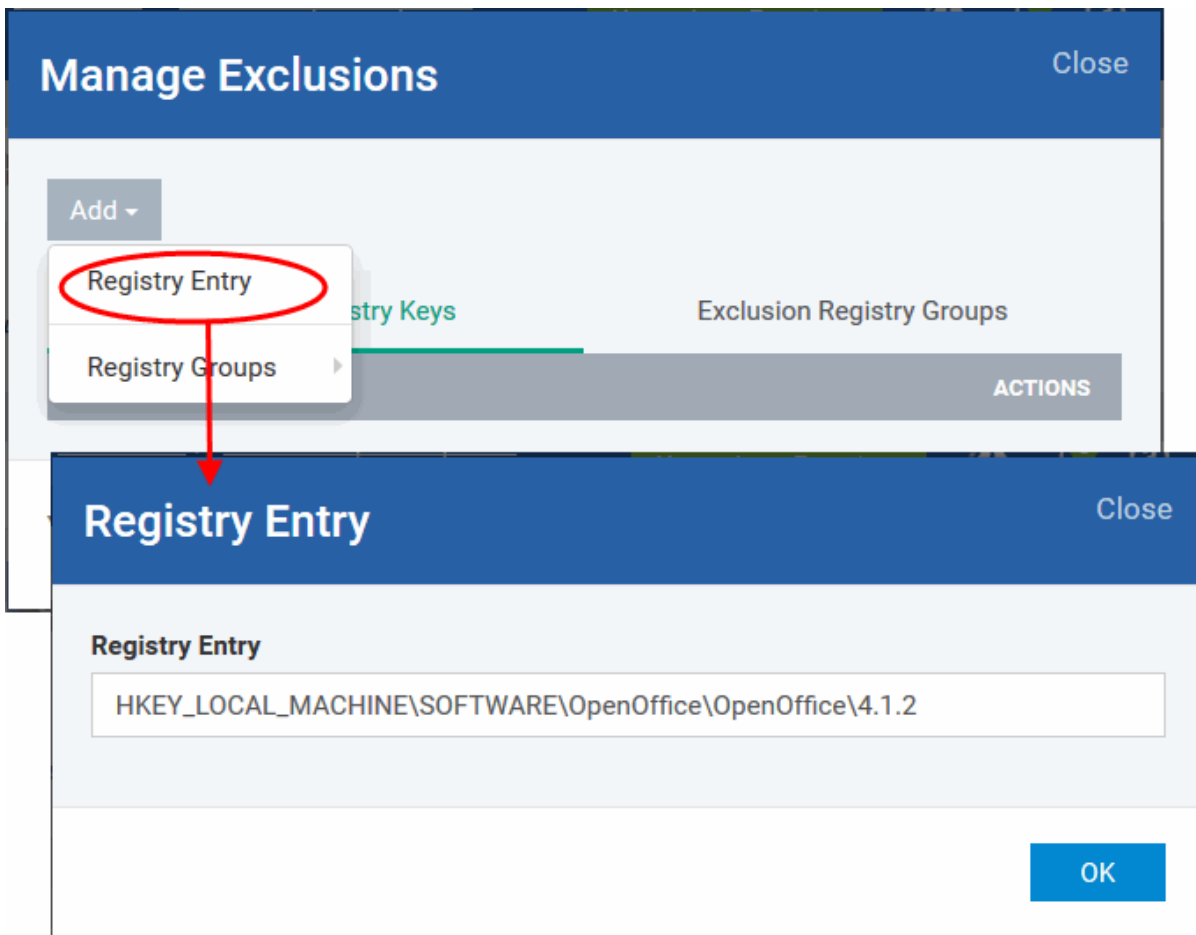 Manage Exclusions
Close
Add
Registry Entry
stry Keys
Exclusion Registry Groups
Registry Groups
ACTIONS
Registry Entry
Close
Registry Entry
HKEY_LOCAL_MACHINE\SOFTWARE\OpenOffice\OpenOffice\4.1.2
OK